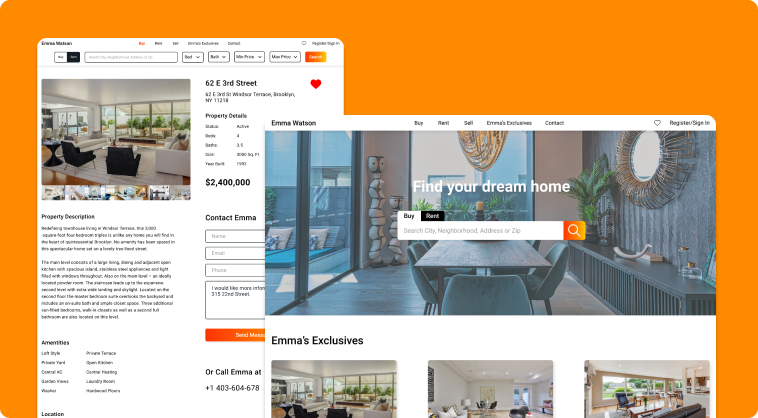 Emma Watson
Buy Rent Sell Emma's Exclusives Contact
Register/Sign In
Buy Rent
Search City, Neighborhood, Address or Zip
Bed Bath Min Price Max Price Search
62 E 3rd Street
62 E 3rd St Windsor Terrace, Brooklyn,
NY 11218
Property Details
Status: Active
Beds: 4
Baths: 3.5
Size: 3000 Sq. Ft.
Year Built: 1993
$2,400,000
Property Description
Redefining townhouse living in Windsor Terrace, this 3,000
-square-foot four-bedroom triplex is unlike any home you will find in
the heart of quintessential Brooklyn. No amenity has been spared in
this spectacular home set on a lovely tree-lined street.
The main level consists of a large living, dining and adjacent open
kitchen with spacious island, stainless steel appliances and light
filled with windows throughout. Also on the main level – an ideally
located powder room. The staircase leads up to the expansive
second level with extra wide landing and skylight. Located on the
second floor the master bedroom suite overlooks the backyard and
includes an en-suite bath and ample closet space. Three additional
sun-filled bedrooms, walk-in closets as well as a second full
bathroom are also located on this level.
Amentities
Loft Style Private Terrace
Private Yard Open Kitchen
Central AC Central Heating
Garden Views Laundry Room
Washer Hardwood Floors
Location
Contact Emma
Name
Email
Phone
I would like more infor
315 22nd Street.
Send Messa
Or Call Emma at
+1 403-604-678
Emma Watson
Buy Rent Sell Emma's Exclusives Contact
Register/Sign In
Find your dream home
Buy Rent
Search City, Neighborhood, Address or Zip
Emma's Exclusives